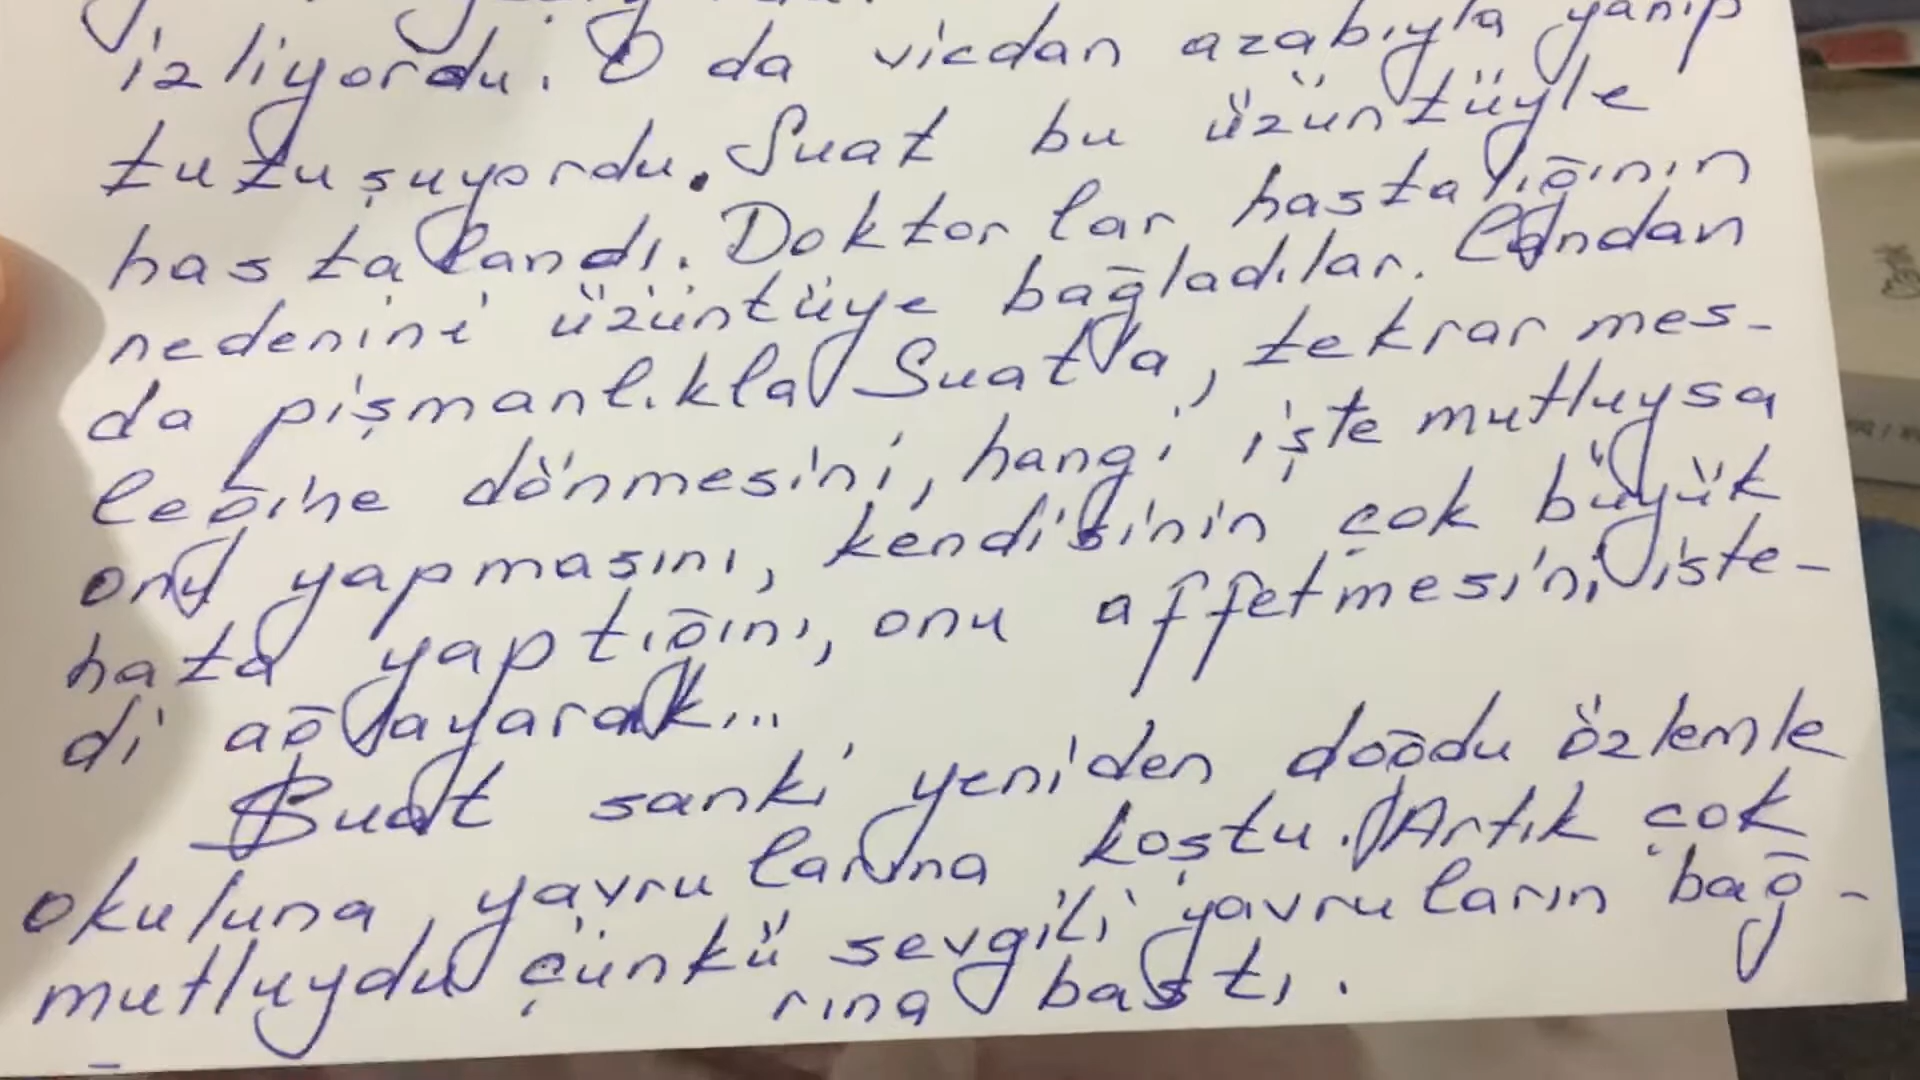 izliyordu. O da vicdan azabıyla yanıp
tutuşuyordu. Suat bu üzüntüyle
hastalandı. Doktorlar hastalığının
nedenini üzüntüye bağladılar. Candan
da pişmanlıkla Suat'a, tekrar mes-
leğine dönmesini, hangi işte mutluysa
onu yapmasını, kendisinin çok büyük
hata yaptığını, onu affetmesini iste-
di ağlayarak...
Suat sanki yeniden doğdu özlemle
okuluna, yavrularına koştu. Artık çok
mutluydu çünkü sevgili yavruların bağ-
rına bastı.